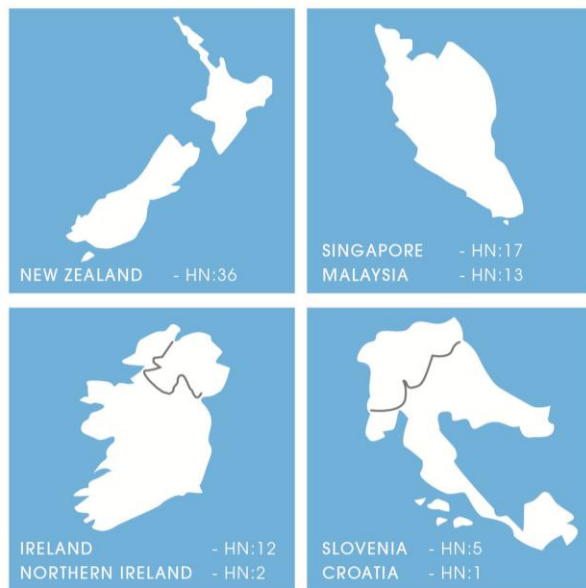 NEW ZEALAND - HN:36
SINGAPORE - HN:17
MALAYSIA - HN:13
IRELAND - HN:12
NORTHERN IRELAND - HN:2
SLOVENIA - HN:5
CROATIA - HN:1